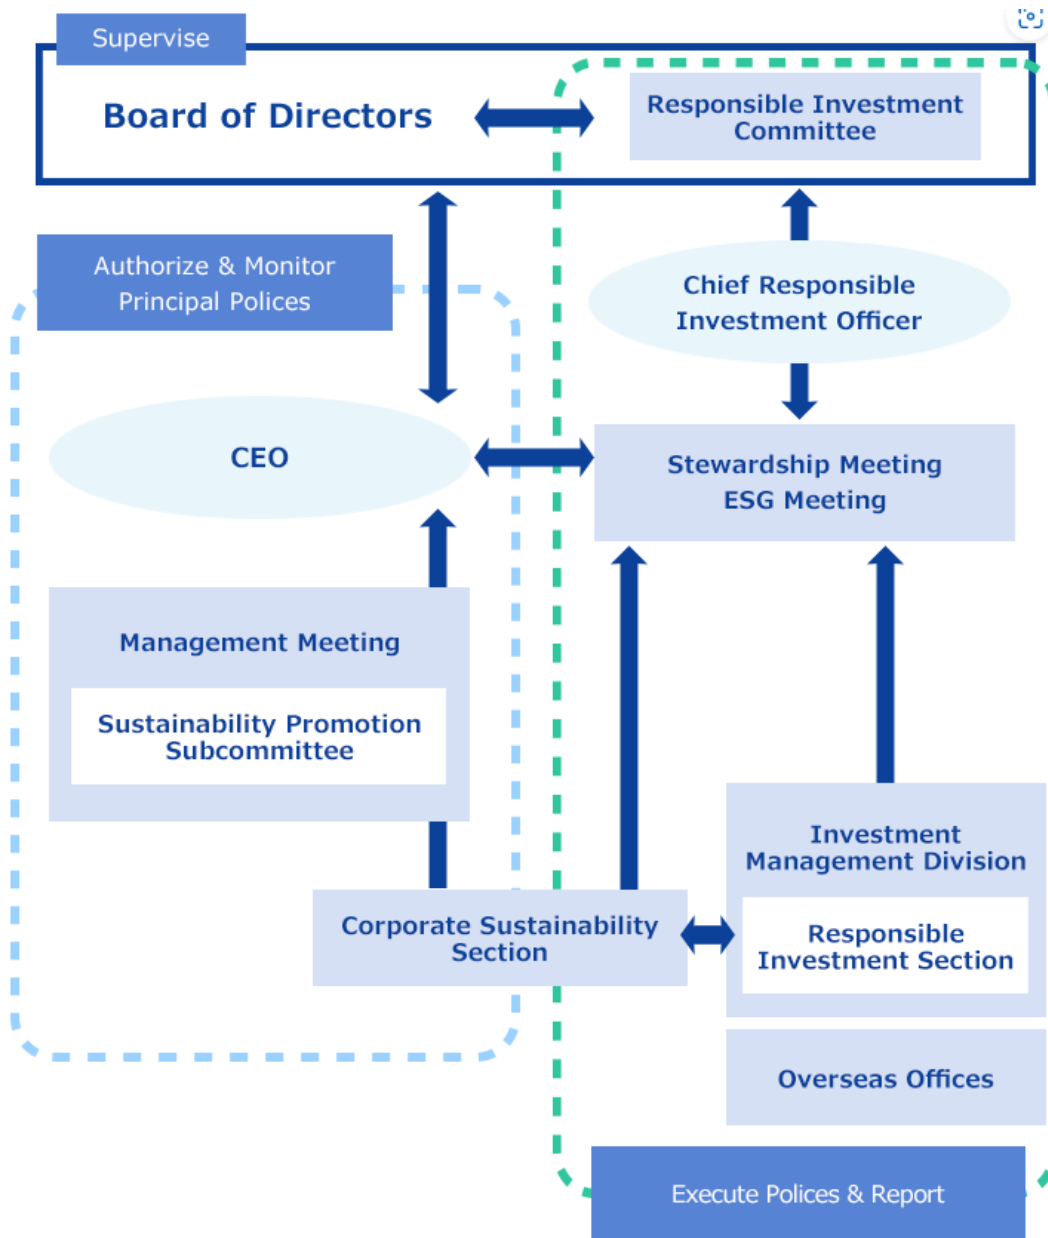 Supervise
Board of Directors
Responsible Investment
Committee
Authorize & Monitor
Principal Polices
Chief Responsible
Investment Officer
CEO
Stewardship Meeting
ESG Meeting
Management Meeting
Sustainability Promotion
Subcommittee
Investment
Management Division
Corporate Sustainability
Section
Responsible
Investment Section
Overseas Offices
Execute Polices & Report